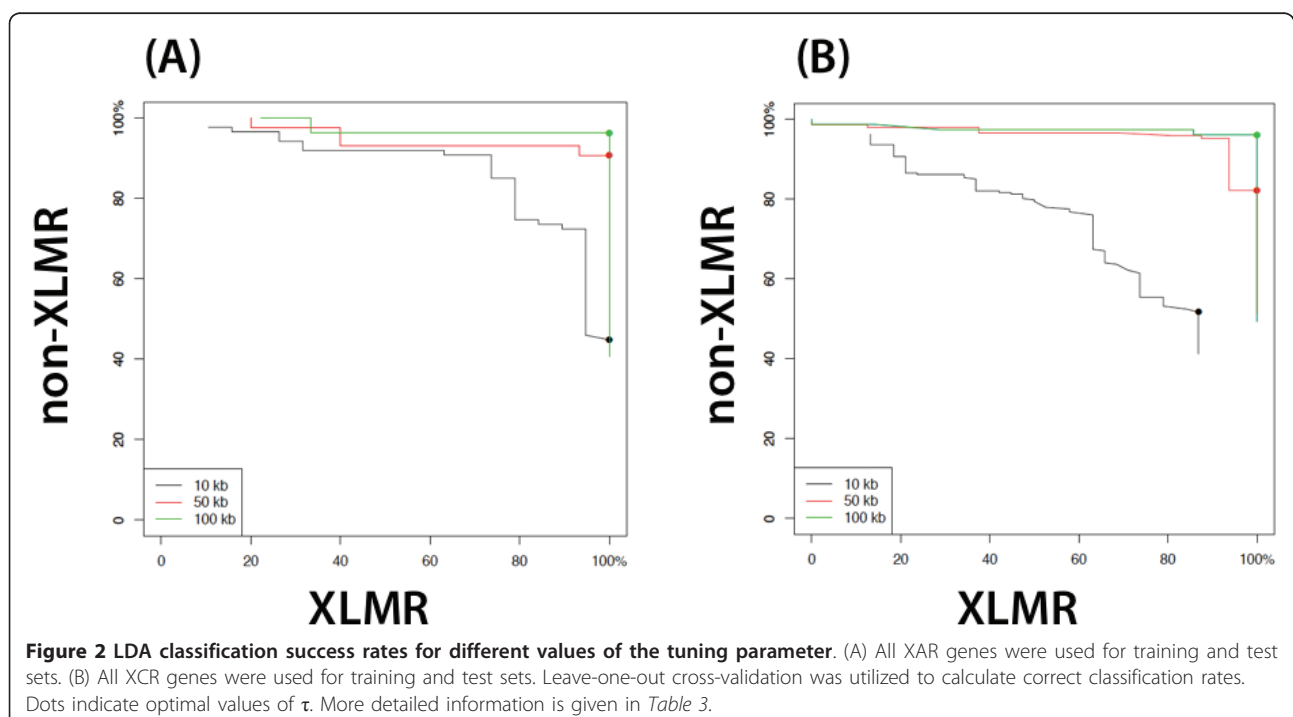 (A)
(B)
100%
80
60
40
20
0
non-XLMR
10 kb
50 kb
100 kb
0
20
40
60
80
100%
XLMR
100%
80
60
40
20
0
non-XLMR
10 kb
50 kb
100 kb
0
20
40
60
80
100%
XLMR
Figure 2 LDA classification success rates for different values of the tuning parameter. (A) All XAR genes were used for training and test
sets. (B) All XCR genes were used for training and test sets. Leave-one-out cross-validation was utilized to calculate correct classification rates.
Dots indicate optimal values of τ. More detailed information is given in Table 3.